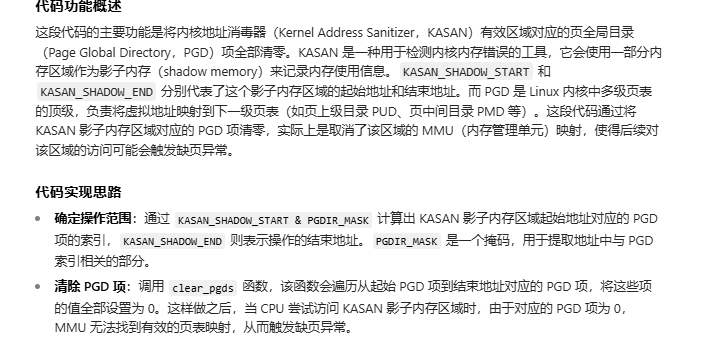 代码功能概述
这段代码的主要功能是将内核地址消毒器（Kernel Address Sanitizer，KASAN）有效区域对应的页全局目录
（Page Global Directory，PGD）项全部清零。KASAN 是一种用于检测内核内存错误的工具，它会使用一部分内
存区域作为影子内存（shadow memory）来记录内存使用信息。 KASAN_SHADOW_START 和
KASAN_SHADOW_END 分别代表了这个影子内存区域的起始地址和结束地址。而 PGD 是 Linux 内核中多级页表
的顶级，负责将虚拟地址映射到下一级页表（如页上级目录 PUD、页中间目录 PMD 等）。这段代码通过将
KASAN 影子内存区域对应的 PGD 项清零，实际上是取消了该区域的 MMU（内存管理单元）映射，使得后续对
该区域的访问可能会触发缺页异常。
代码实现思路
• 确定操作范围：通过 KASAN_SHADOW_START & PGDIR_MASK 计算出 KASAN 影子内存区域起始地址对应的 PGD
项的索引， KASAN_SHADOW_END 则表示操作的结束地址。 PGDIR_MASK 是一个掩码，用于提取地址中与 PGD
索引相关的部分。
• 清除 PGD 项：调用 clear_pgds 函数，该函数会遍历从起始 PGD 项到结束地址对应的 PGD 项，将这些项
的值全部设置为 0。这样做之后，当 CPU 尝试访问 KASAN 影子内存区域时，由于对应的 PGD 项为 0，
MMU 无法找到有效的页表映射，从而触发缺页异常。